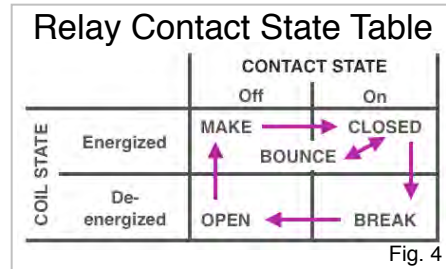 Relay Contact State Table
CONTACT STATE
Off On
COIL STATE
Energized
MAKE CLOSED
BOUNCE
De-
energized
OPEN BREAK
Fig. 4